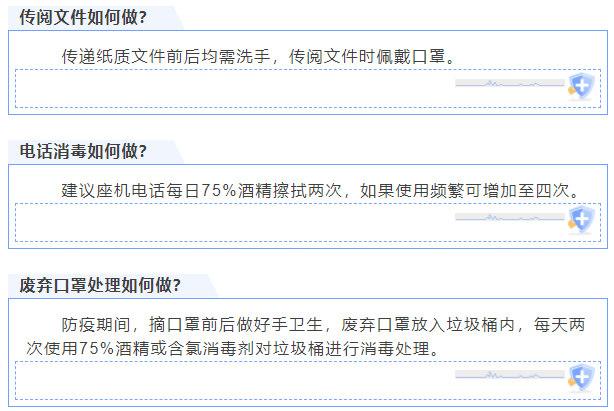 传阅文件如何做？
传递纸质文件前后均需洗手，传阅文件时佩戴口罩。
电话消毒如何做？
建议座机电话每日75%酒精擦拭两次，如果使用频繁可增加至四次。
废弃口罩处理如何做？
防疫期间，摘口罩前后做好手卫生，废弃口罩放入垃圾桶内，每天两
次使用75%酒精或含氯消毒剂对垃圾桶进行消毒处理。